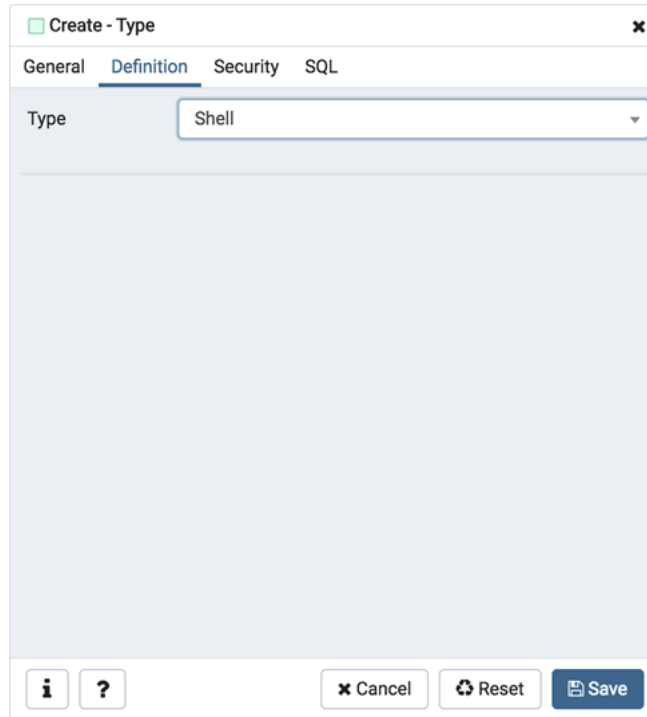 Create - Type
General Definition Security SQL
Type Shell
i ? Cancel Reset Save